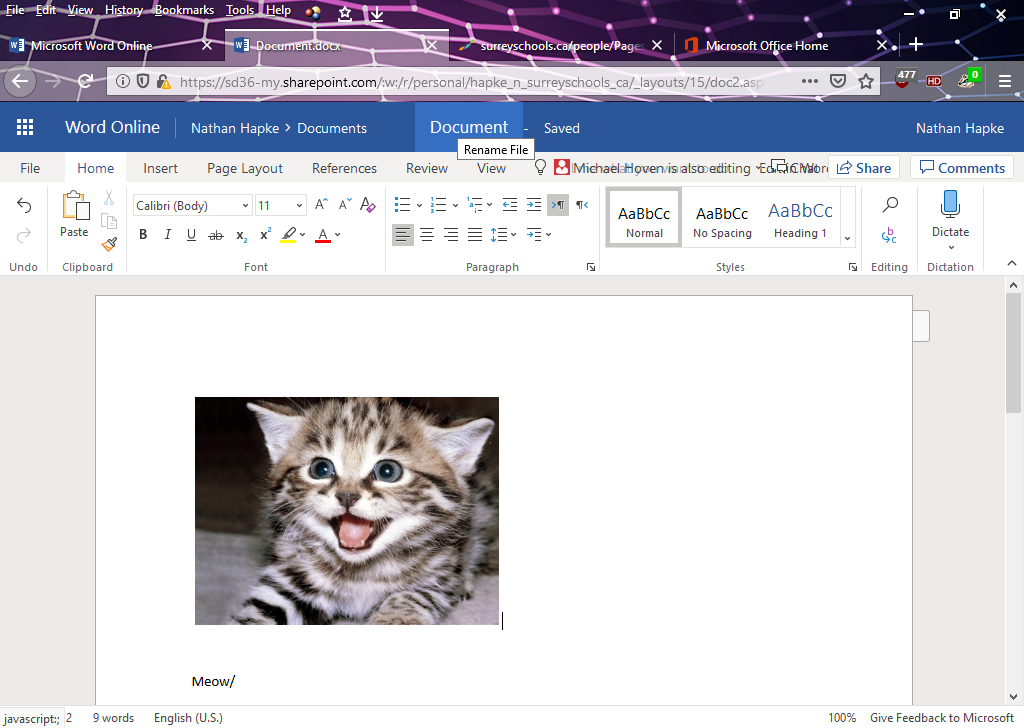 File Edit View History Bookmarks Tools Help
Microsoft Word Online Document.docx surreyschools.ca/people/Page Microsoft Office Home
https://sd36-my.sharepoint.com/:w:/r/personal/hapke_n_surreyschools_ca/_layouts/15/doc2.asp 477 HD 0
Word Online Nathan Hapke > Documents Document - Saved Nathan Hapke
Rename File
File Home Insert Page Layout References Review View Michael Hoven is also editing Share Comments
Paste Calibri (Body) 11 AaBbCc AaBbCc AaBbCc Dictate
B I U ab x2 x2 A Normal No Spacing Heading 1
Undo Clipboard Font Paragraph Styles Editing Dictation
Meow/
javascript:; 2 9 words English (U.S.) 100% Give Feedback to Microsoft